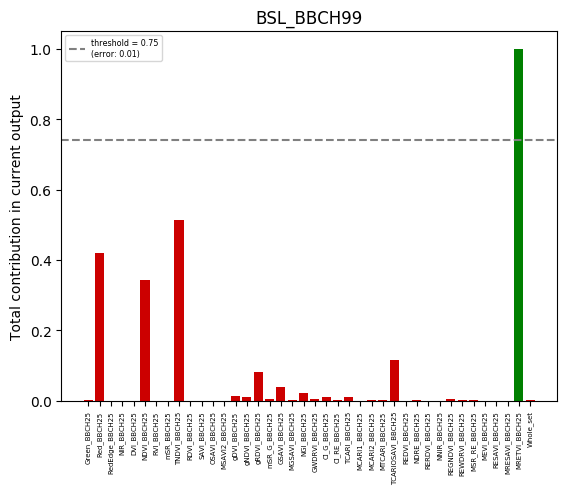 BSL_BBCH99
threshold = 0.75
(error: 0.01)
Total contribution in current output
1.0
0.8
0.6
0.4
0.2
0.0
Green_BBCH25
Red_BBCH25
RedEdge_BBCH25
NIR_BBCH25
DVI_BBCH25
NDVI_BBCH25
RVI_BBCH25
mSR_BBCH25
TNDVI_BBCH25
RDVI_BBCH25
SAVI_BBCH25
OSAVI_BBCH25
MSAVI2_BBCH25
gDVI_BBCH25
gNDVI_BBCH25
gRDVI_BBCH25
mSR_G_BBCH25
GSAVI_BBCH25
MGSAVI_BBCH25
NGI_BBCH25
GWDRVI_BBCH25
CI_G_BBCH25
CI_RE_BBCH25
TCARI_BBCH25
MCARI1_BBCH25
MCARI2_BBCH25
MTCARI_BBCH25
TCARIOSAVI_BBCH25
REDVI_BBCH25
NDRE_BBCH25
RERDVI_BBCH25
NNIR_BBCH25
REGNDVI_BBCH25
REWDRVI_BBCH25
MSR_RE_BBCH25
MEVI_BBCH25
RESAVI_BBCH25
MRESAVI_BBCH25
MRETVI_BBCH25
Whole_set